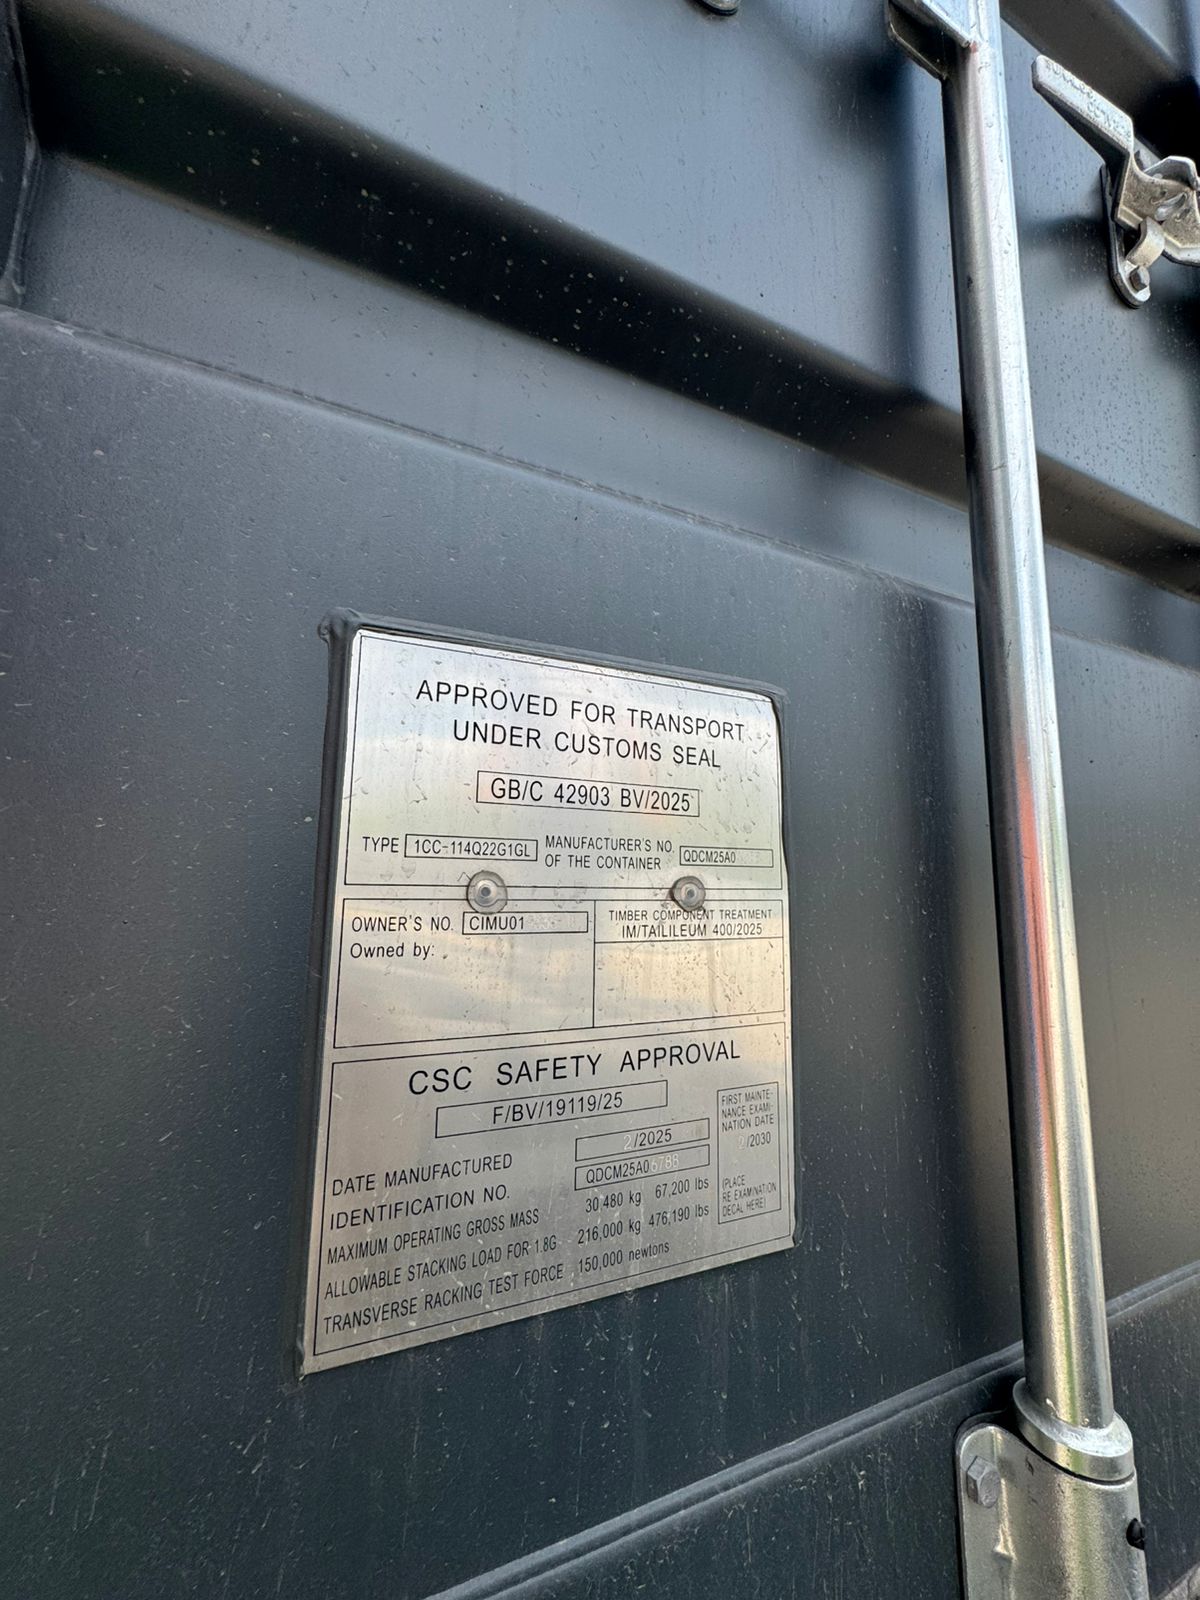 APPROVED FOR TRANSPORT
UNDER CUSTOMS SEAL
GB/C 42903 BV/2025
TYPE 1CC-114Q22G1GL MANUFACTURER'S NO. OF THE CONTAINER QDCM25A0
OWNER'S NO. CIMU01
Owned by:
TIMBER COMPONENT TREATMENT
IM/TAILILEUM 400/2025
CSC SAFETY APPROVAL
F/BV/19119/25
DATE MANUFACTURED 2/2025
IDENTIFICATION NO. QDCM25A06788
MAXIMUM OPERATING GROSS MASS 30,480 kg 67,200 lbs
ALLOWABLE STACKING LOAD FOR 1.8G 216,000 kg 476,190 lbs
TRANSVERSE RACKING TEST FORCE 150,000 newtons
FIRST MAINTE-
NANCE EXAMI-
NATION DATE
/2030
(PLACE
RE EXAMINATION
DECAL HERE)